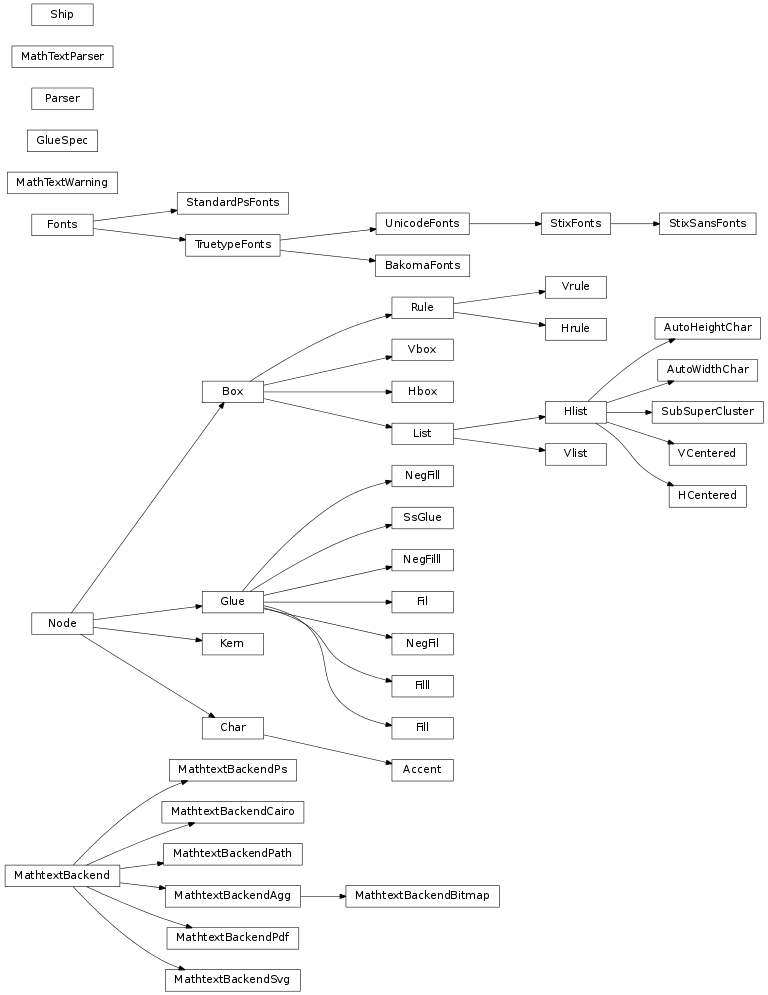 Ship
MathTextParser
Parser
GlueSpec
MathTextWarning
StandardPsFonts
Fonts
UnicodeFonts
StixFonts
StixSansFonts
TruetypeFonts
BakomaFonts
Vrule
Rule
Hrule
AutoHeightChar
Vbox
AutoWidthChar
Box
Hbox
Hlist
SubSuperCluster
List
Vlist
VCentered
NegFill
HCentered
SsGlue
NegFilll
Glue
Fil
Node
Kern
NegFil
Filll
Char
Fill
Accent
MathtextBackendPs
MathtextBackendCairo
MathtextBackendPath
MathtextBackend
MathtextBackendAgg
MathtextBackendBitmap
MathtextBackendPdf
MathtextBackendSvg